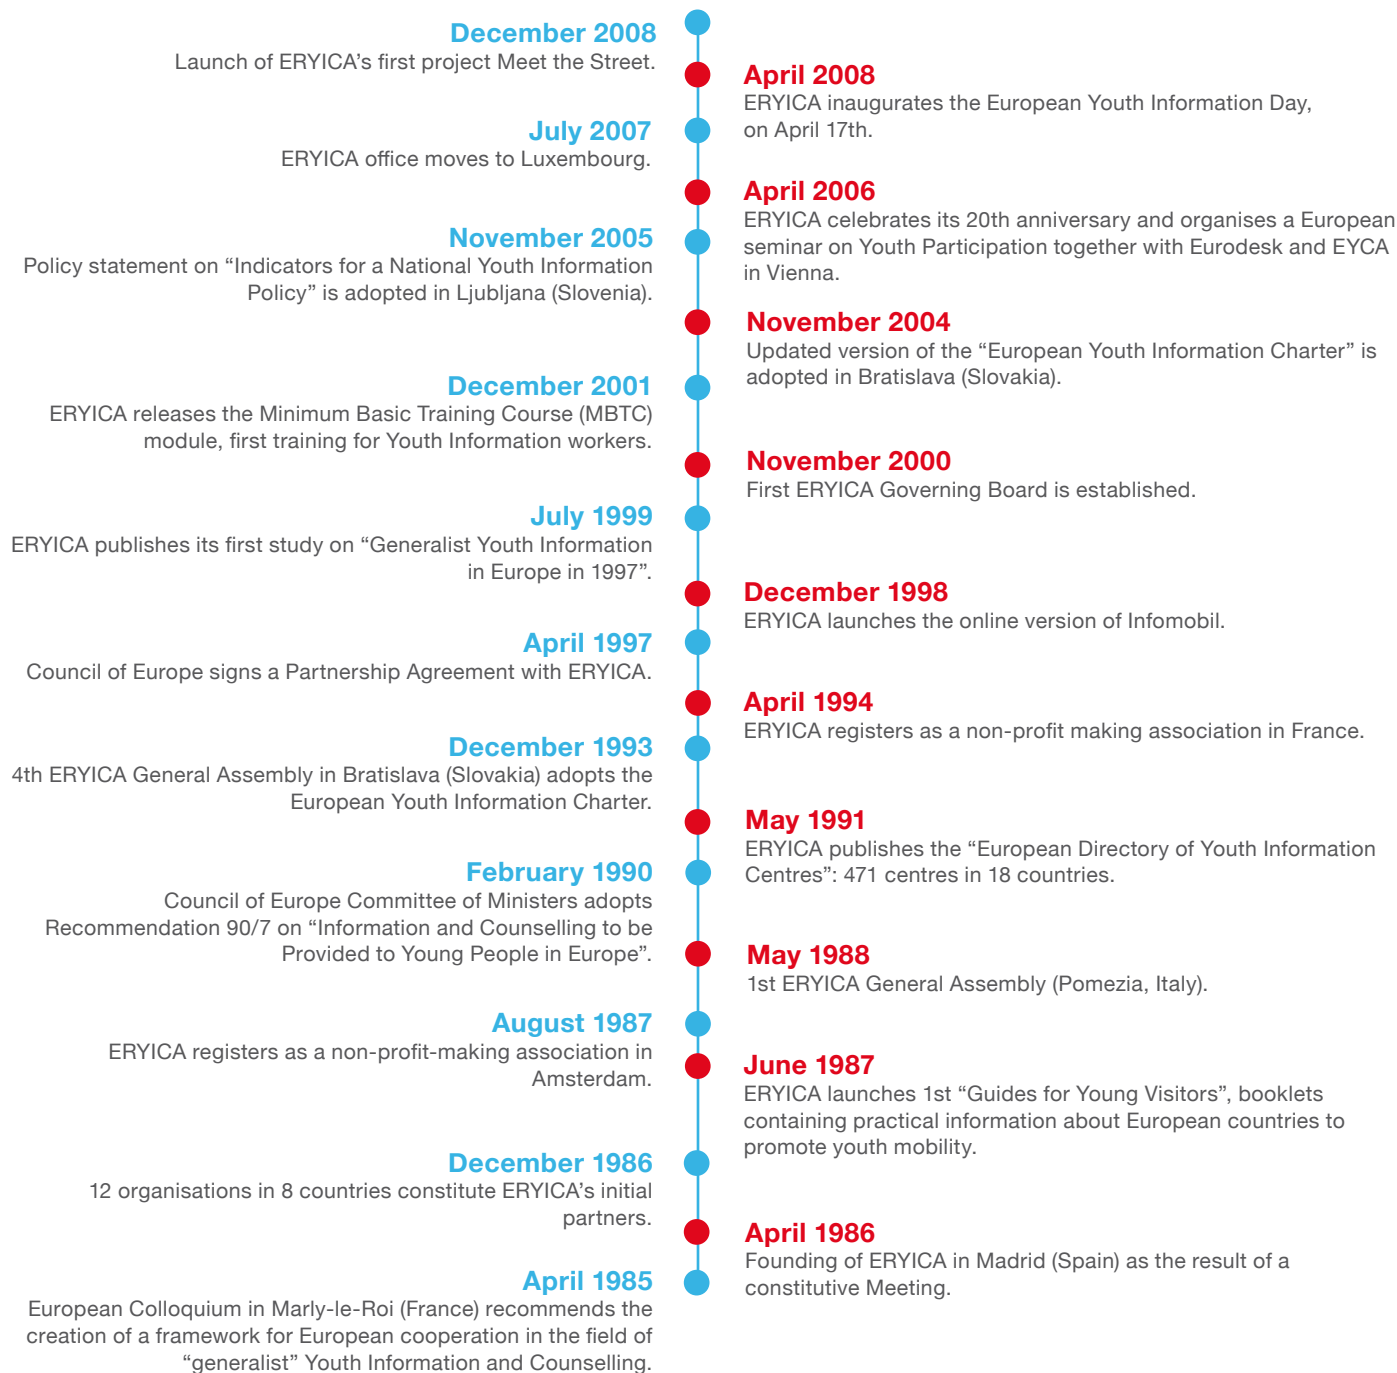 December 2008
Launch of ERYICA’s first project Meet the Street.
April 2008
ERYICA inaugurates the European Youth Information Day,
on April 17th.
July 2007
ERYICA office moves to Luxembourg.
April 2006
ERYICA celebrates its 20th anniversary and organises a European
seminar on Youth Participation together with Eurodesk and EYCA
in Vienna.
November 2005
Policy statement on “Indicators for a National Youth Information
Policy” is adopted in Ljubljana (Slovenia).
November 2004
Updated version of the “European Youth Information Charter” is
adopted in Bratislava (Slovakia).
December 2001
ERYICA releases the Minimum Basic Training Course (MBTC)
module, first training for Youth Information workers.
November 2000
First ERYICA Governing Board is established.
July 1999
ERYICA publishes its first study on “Generalist Youth Information
in Europe in 1997”.
December 1998
ERYICA launches the online version of Infomobil.
April 1997
Council of Europe signs a Partnership Agreement with ERYICA.
April 1994
ERYICA registers as a non-profit making association in France.
December 1993
4th ERYICA General Assembly in Bratislava (Slovakia) adopts the
European Youth Information Charter.
May 1991
ERYICA publishes the “European Directory of Youth Information
Centres”: 471 centres in 18 countries.
February 1990
Council of Europe Committee of Ministers adopts
Recommendation 90/7 on “Information and Counselling to be
Provided to Young People in Europe”.
May 1988
1st ERYICA General Assembly (Pomezia, Italy).
August 1987
ERYICA registers as a non-profit-making association in
Amsterdam.
June 1987
ERYICA launches 1st “Guides for Young Visitors”, booklets
containing practical information about European countries to
promote youth mobility.
December 1986
12 organisations in 8 countries constitute ERYICA’s initial
partners.
April 1986
Founding of ERYICA in Madrid (Spain) as the result of a
constitutive Meeting.
April 1985
European Colloquium in Marly-le-Roi (France) recommends the
creation of a framework for European cooperation in the field of
“generalist” Youth Information and Counselling.